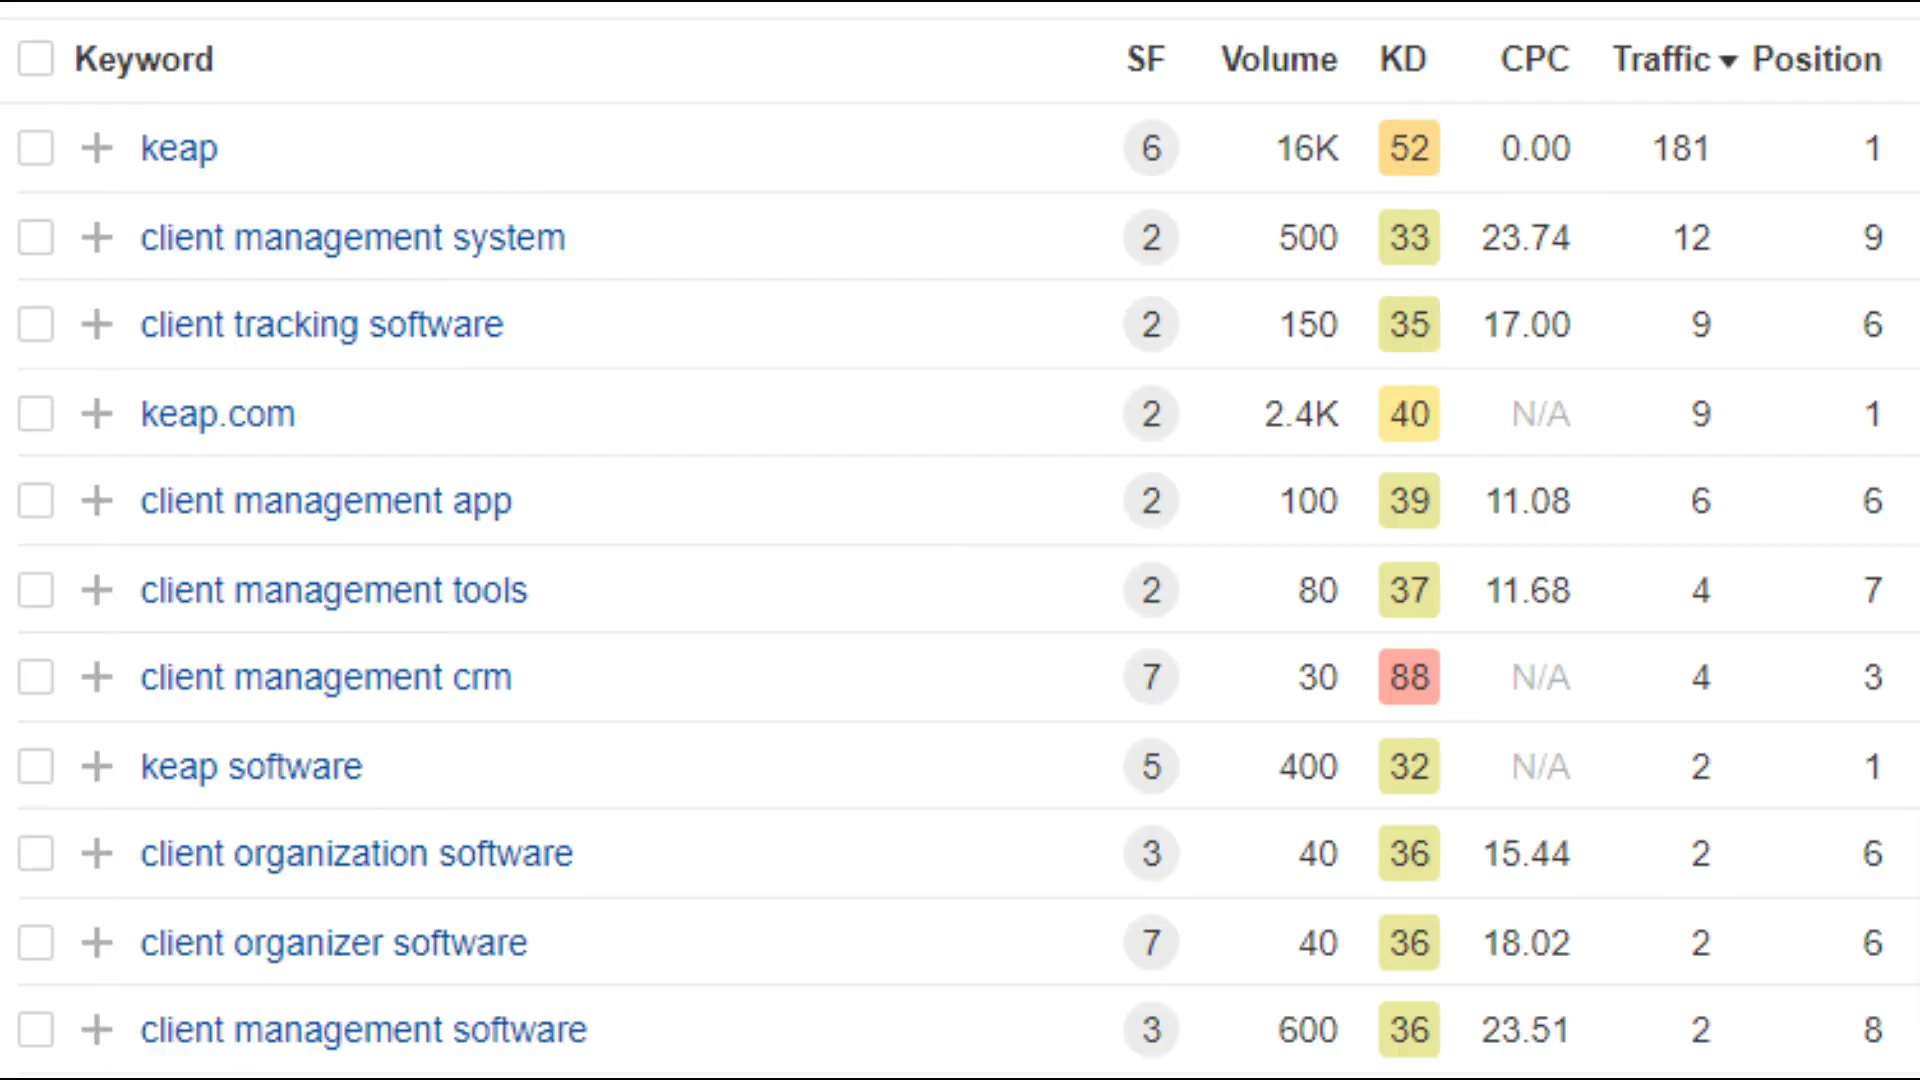 Keyword SF Volume KD CPC Traffic Position
keap 6 16K 52 0.00 181 1
client management system 2 500 33 23.74 12 9
client tracking software 2 150 35 17.00 9 6
keap.com 2 2.4K 40 N/A 9 1
client management app 2 100 39 11.08 6 6
client management tools 2 80 37 11.68 4 7
client management crm 7 30 88 N/A 4 3
keap software 5 400 32 N/A 2 1
client organization software 3 40 36 15.44 2 6
client organizer software 7 40 36 18.02 2 6
client management software 3 600 36 23.51 2 8